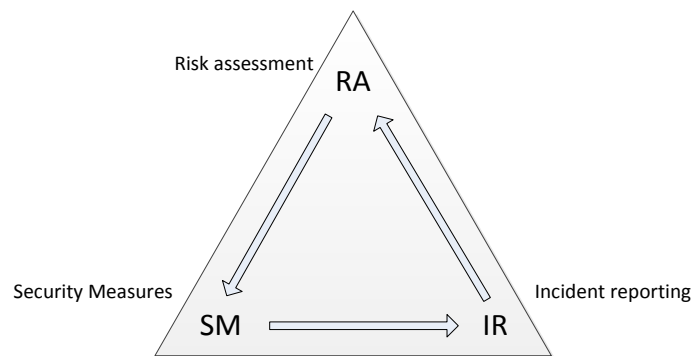 Risk assessment
RA
Security Measures
Incident reporting
SM
IR